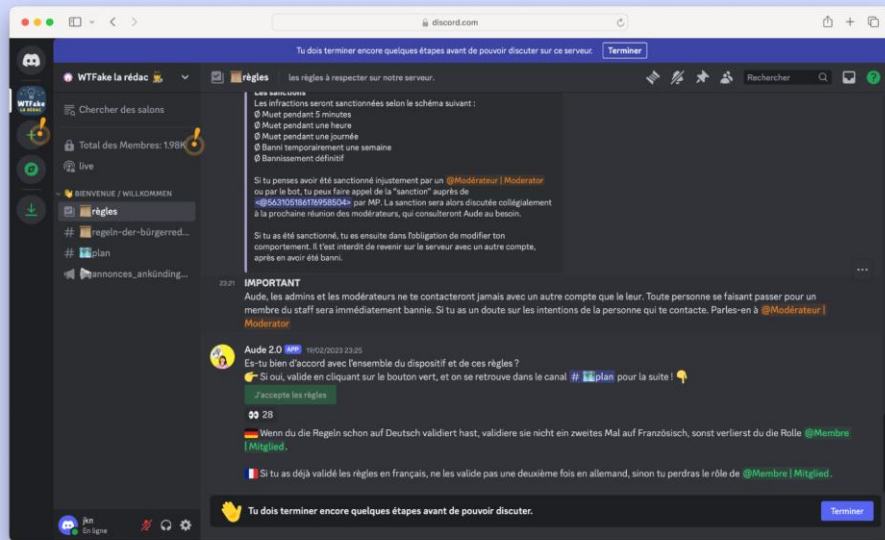 discord.com
Tu dois terminer encore quelques étapes avant de pouvoir discuter sur ce serveur.
Terminer
WTFake
LA RÉDAC
WTFake la rédac
Chercher des salons
Total des Membres: 1.98K
live
BIENVENUE / WILLKOMMEN
règles
regeln-der-bürgerred...
plan
annonces_ankünding...
jkn
En ligne
règles
les règles à respecter sur notre serveur.
Rechercher
Les sanctions
Les infractions seront sanctionnées selon le schéma suivant :
Ø Muet pendant 5 minutes
Ø Muet pendant une heure
Ø Muet pendant une journée
Ø Banni temporairement une semaine
Ø Bannissement définitif
Si tu penses avoir été sanctionné injustement par un @Modérateur | Moderator
ou par le bot, tu peux faire appel de la "sanction" auprès de
<@563105186176958504> par MP. La sanction sera alors discutée collégialement
à la prochaine réunion des modérateurs, qui consulteront Aude au besoin.
Si tu as été sanctionné, tu es ensuite dans l'obligation de modifier ton
comportement. Il t'est interdit de revenir sur le serveur avec un autre compte,
après en avoir été banni.
23:21 IMPORTANT
Aude, les admins et les modérateurs ne te contacteront jamais avec un autre compte que le leur. Toute personne se faisant passer pour un
membre du staff sera immédiatement bannie. Si tu as un doute sur les intentions de la personne qui te contacte. Parles-en à @Modérateur |
Moderator
Aude 2.0 APP 19/02/2023 23:25
Es-tu bien d'accord avec l'ensemble du dispositif et de ces règles ?
👉 Si oui, valide en cliquant sur le bouton vert, et on se retrouve dans le canal # plan pour la suite ! 👇
J'accepte les règles
👀 28
🇩🇪 Wenn du die Regeln schon auf Deutsch validiert hast, validiere sie nicht ein zweites Mal auf Französisch, sonst verlierst du die Rolle @Membre
| Mitglied.
🇫🇷 Si tu as déjà validé les règles en français, ne les valide pas une deuxième fois en allemand, sinon tu perdras le rôle de @Membre | Mitglied.
Tu dois terminer encore quelques étapes avant de pouvoir discuter.
Terminer